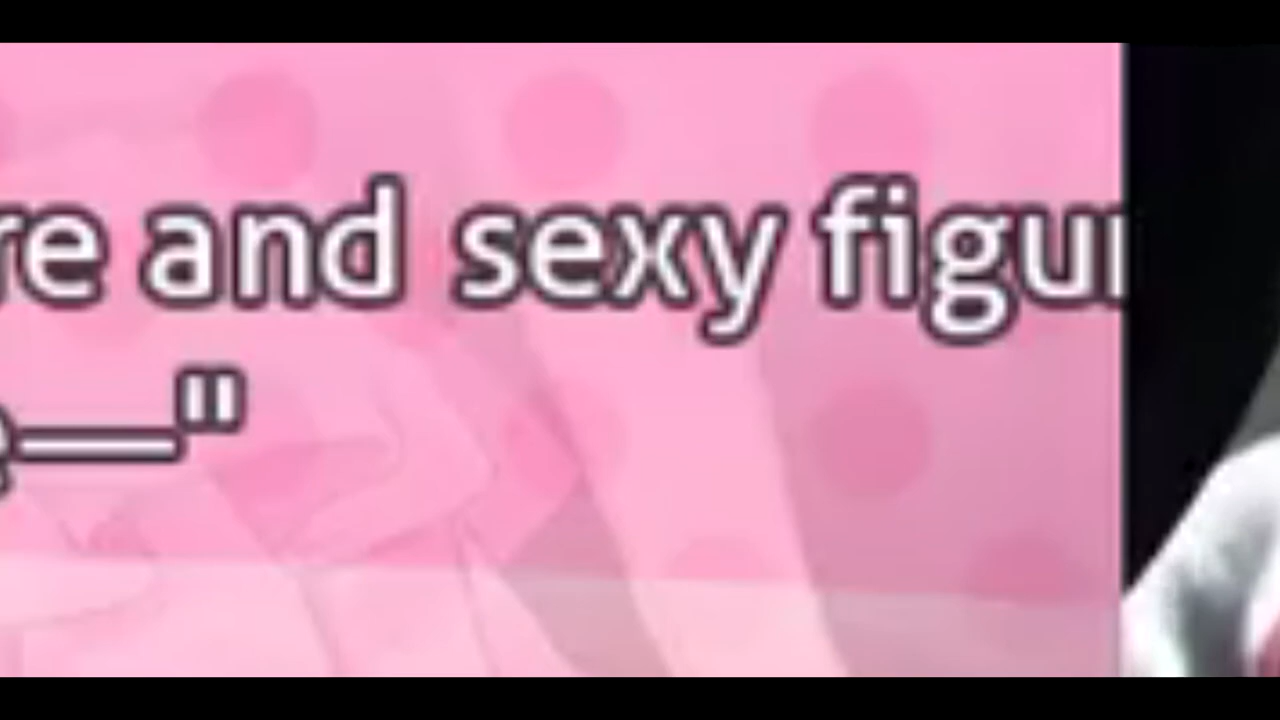 re and sexy figu
—"